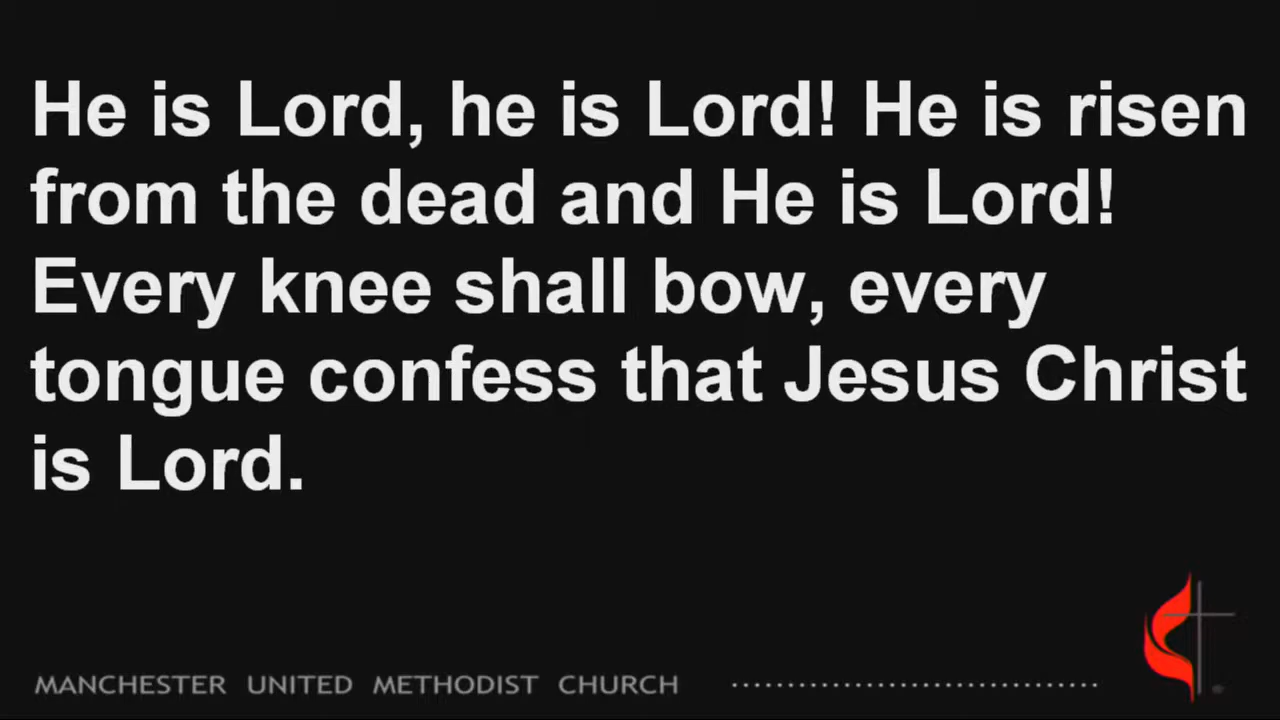 He is Lord, he is Lord! He is risen
from the dead and He is Lord!
Every knee shall bow, every
tongue confess that Jesus Christ
is Lord.
MANCHESTER UNITED METHODIST CHURCH